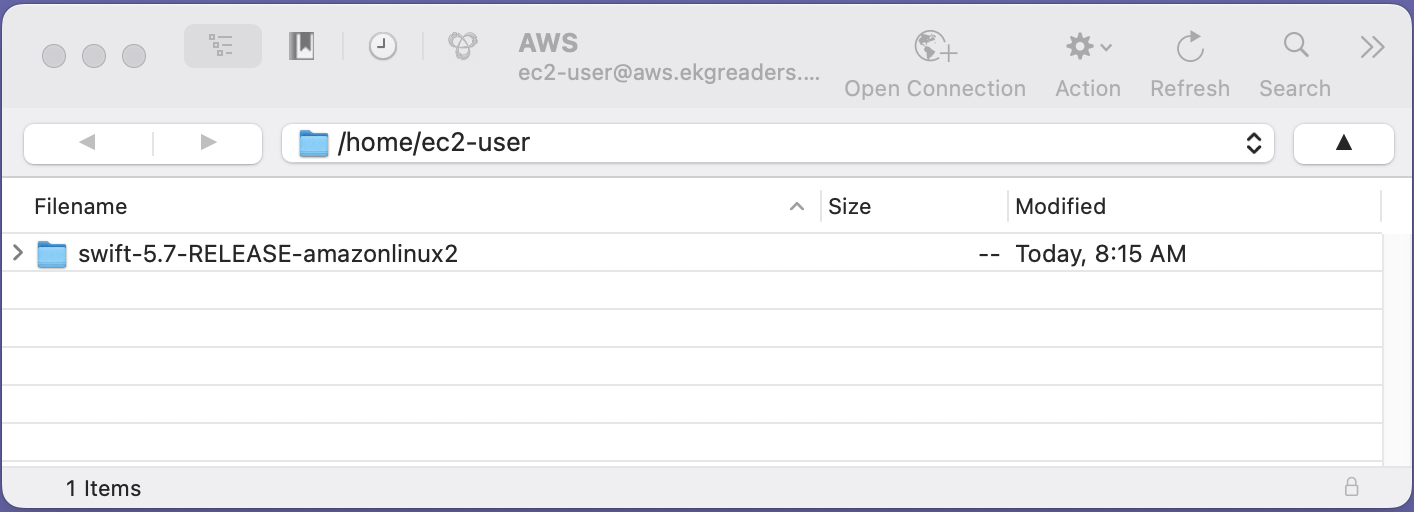 AWS
ec2-user@aws.ekgreaders....
Open Connection
Action
Refresh
Search
/home/ec2-user
Filename
Size
Modified
swift-5.7-RELEASE-amazonlinux2 -- Today, 8:15 AM
1 Items